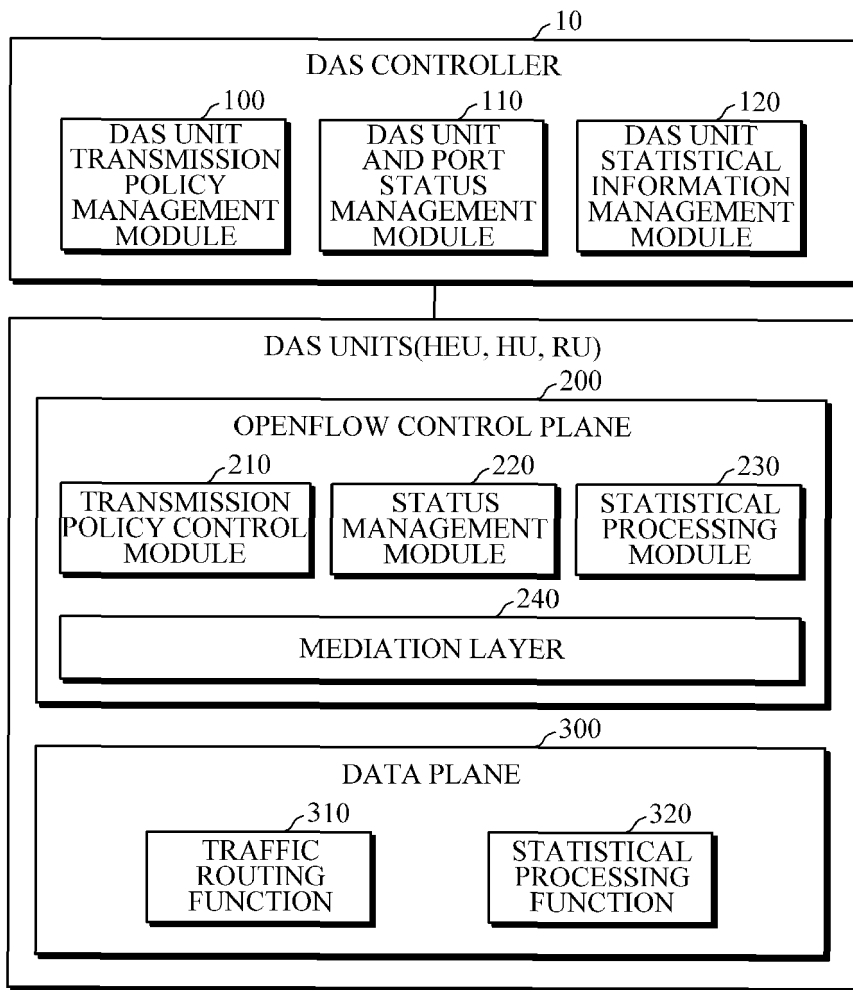 10
DAS CONTROLLER
100
DAS UNIT
TRANSMISSION
POLICY
MANAGEMENT
MODULE
110
DAS UNIT
AND PORT
STATUS
MANAGEMENT
MODULE
120
DAS UNIT
STATISTICAL
INFORMATION
MANAGEMENT
MODULE
DAS UNITS(HEU, HU, RU)
200
OPENFLOW CONTROL PLANE
210
TRANSMISSION
POLICY CONTROL
MODULE
220
STATUS
MANAGEMENT
MODULE
230
STATISTICAL
PROCESSING
MODULE
240
MEDIATION LAYER
300
DATA PLANE
310
TRAFFIC
ROUTING
FUNCTION
320
STATISTICAL
PROCESSING
FUNCTION